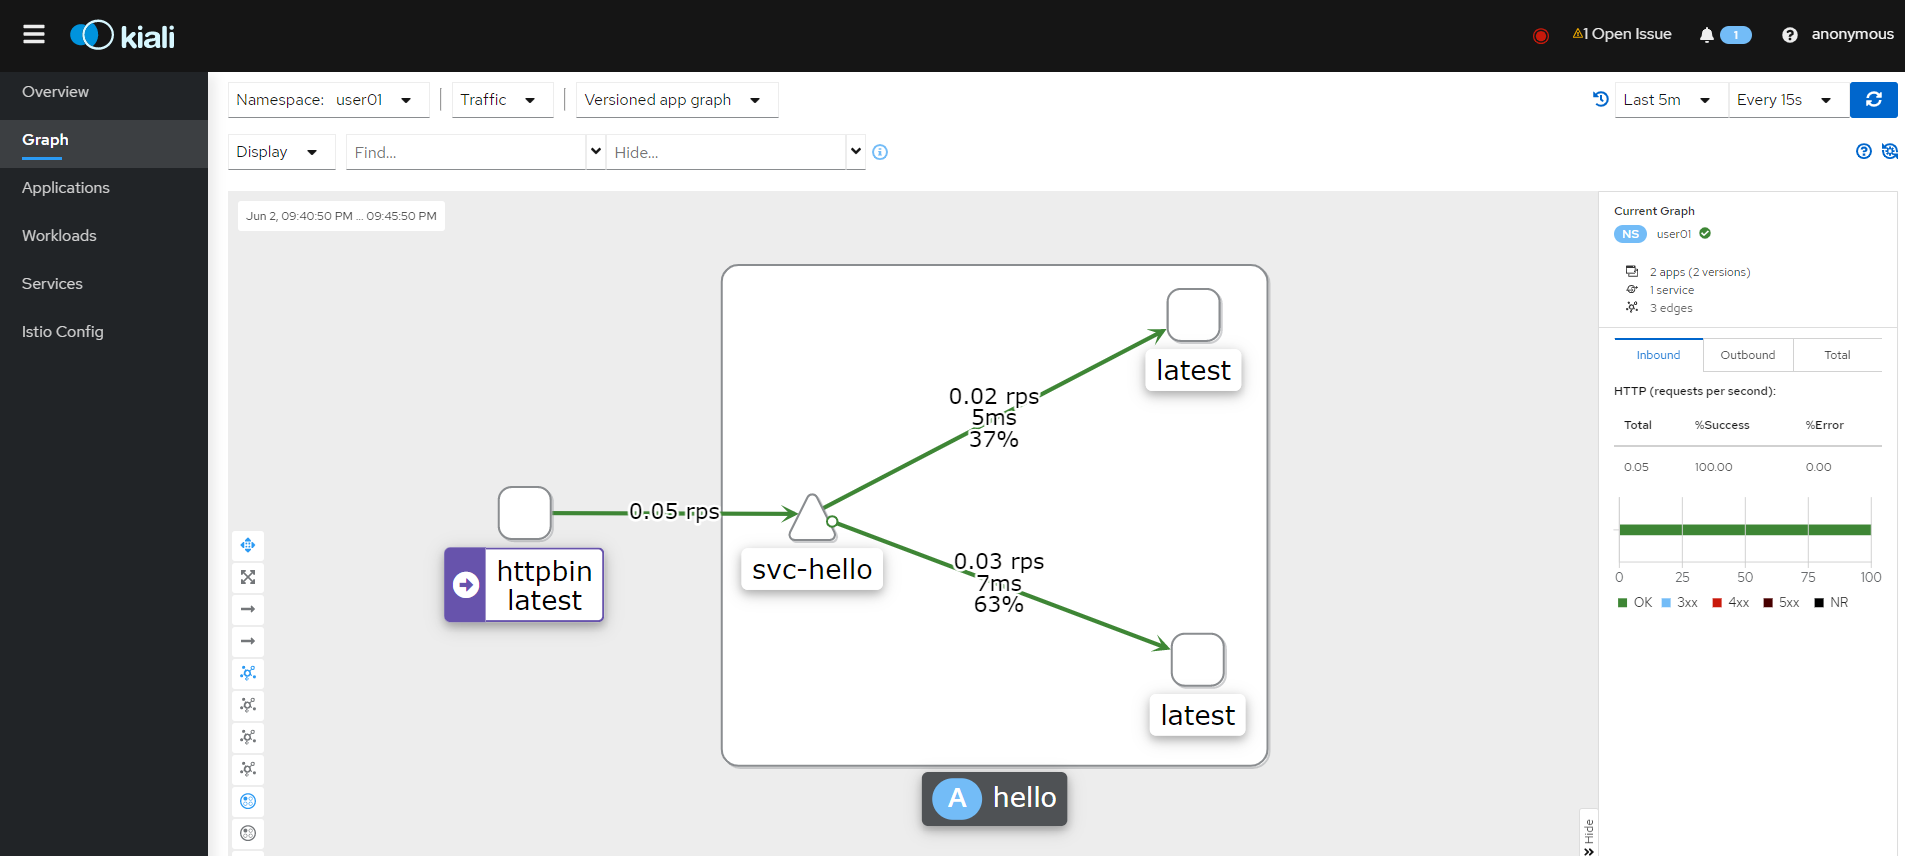 kiali
1 Open Issue
1
anonymous
Overview
Graph
Applications
Workloads
Services
Istio Config
Namespace: user01
Traffic
Versioned app graph
Last 5m
Every 15s
Display
Find...
Hide...
Jun 2, 09:40:50 PM ... 09:45:50 PM
latest
0.02 rps
5ms
37%
0.05 rps
httpbin
latest
svc-hello
0.03 rps
7ms
63%
latest
A hello
Hide
Current Graph
NS user01
2 apps (2 versions)
1 service
3 edges
Inbound Outbound Total
HTTP (requests per second):
Total %Success %Error
0.05 100.00 0.00
0 25 50 75 100
OK 3xx 4xx 5xx NR